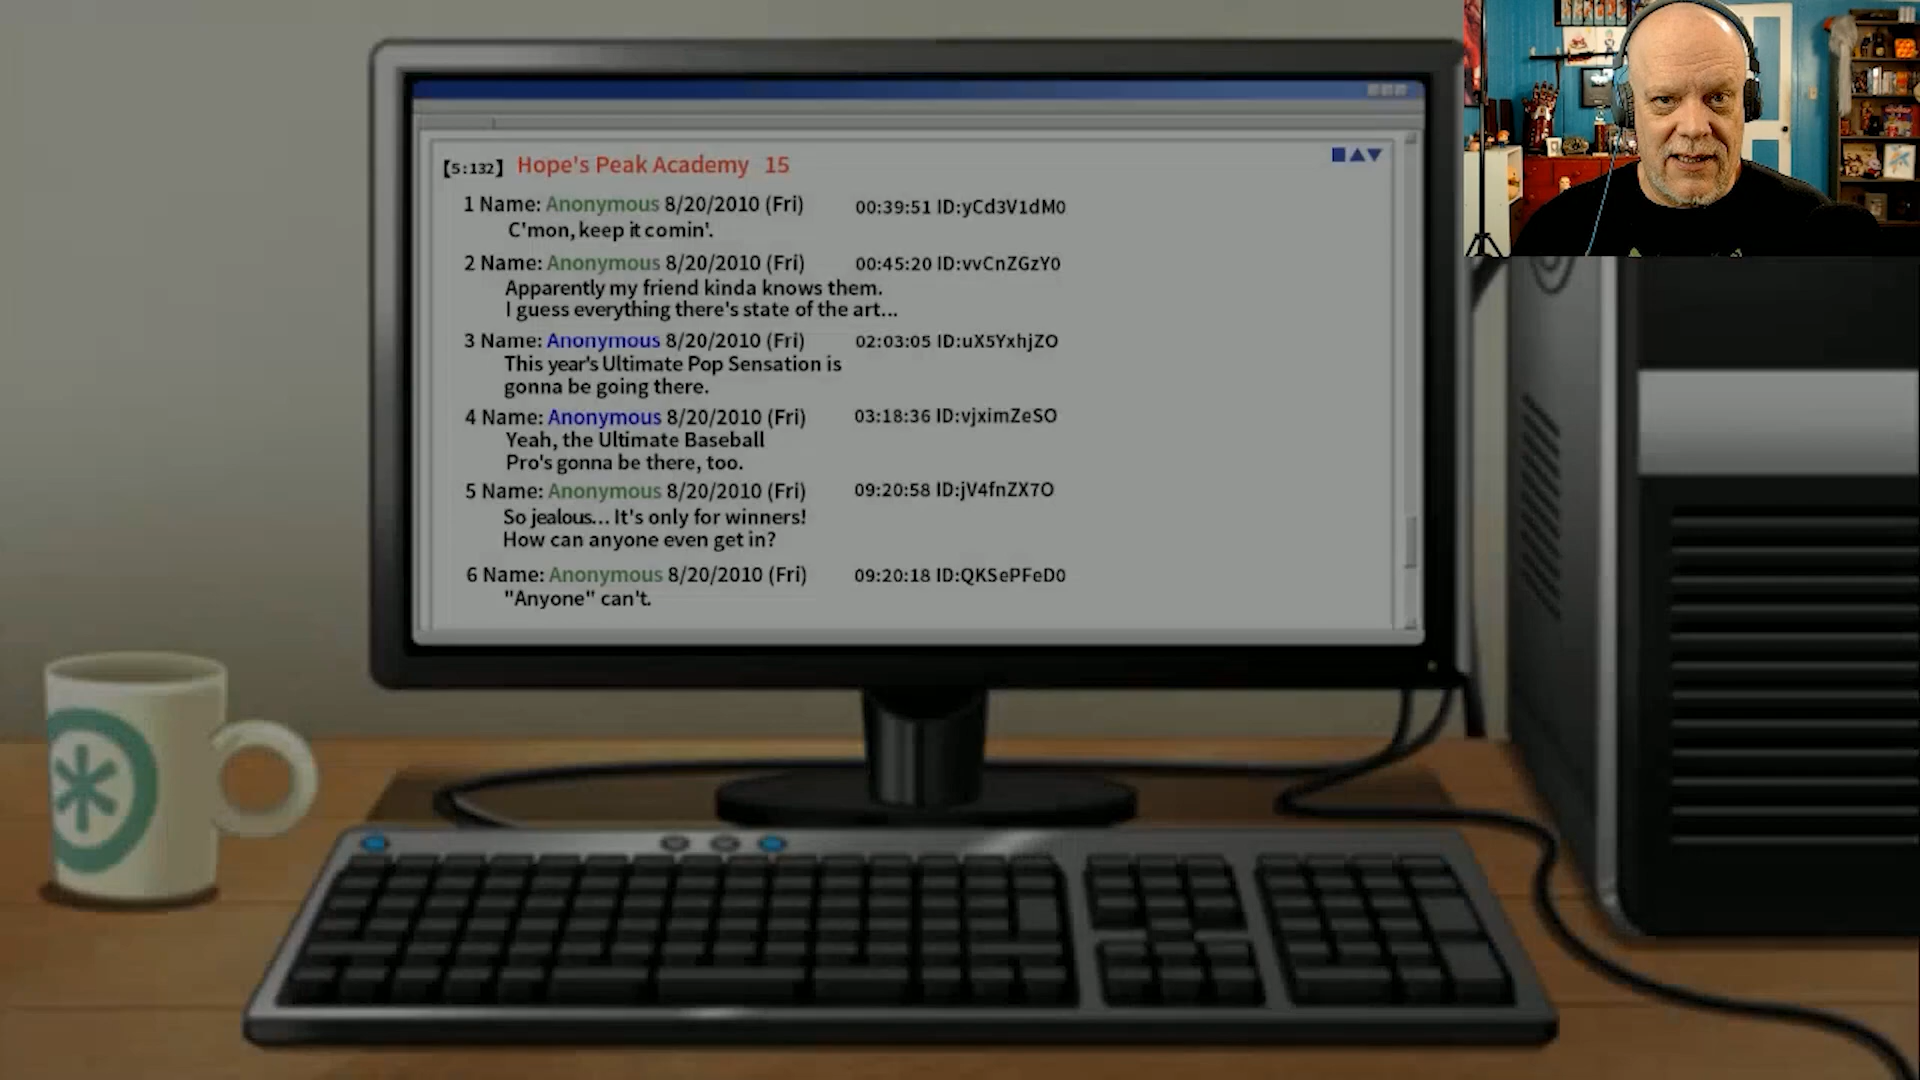 【5:132】 Hope's Peak Academy 15
1 Name: Anonymous 8/20/2010 (Fri) 00:39:51 ID:yCd3V1dM0
C'mon, keep it comin'.
2 Name: Anonymous 8/20/2010 (Fri) 00:45:20 ID:vvCnZGzY0
Apparently my friend kinda knows them.
I guess everything there's state of the art...
3 Name: Anonymous 8/20/2010 (Fri) 02:03:05 ID:uX5YxhjZO
This year's Ultimate Pop Sensation is
gonna be going there.
4 Name: Anonymous 8/20/2010 (Fri) 03:18:36 ID:vjximZeSO
Yeah, the Ultimate Baseball
Pro's gonna be there, too.
5 Name: Anonymous 8/20/2010 (Fri) 09:20:58 ID:jV4fnZX7O
So jealous... It's only for winners!
How can anyone even get in?
6 Name: Anonymous 8/20/2010 (Fri) 09:20:18 ID:QKSePFeD0
"Anyone" can't.